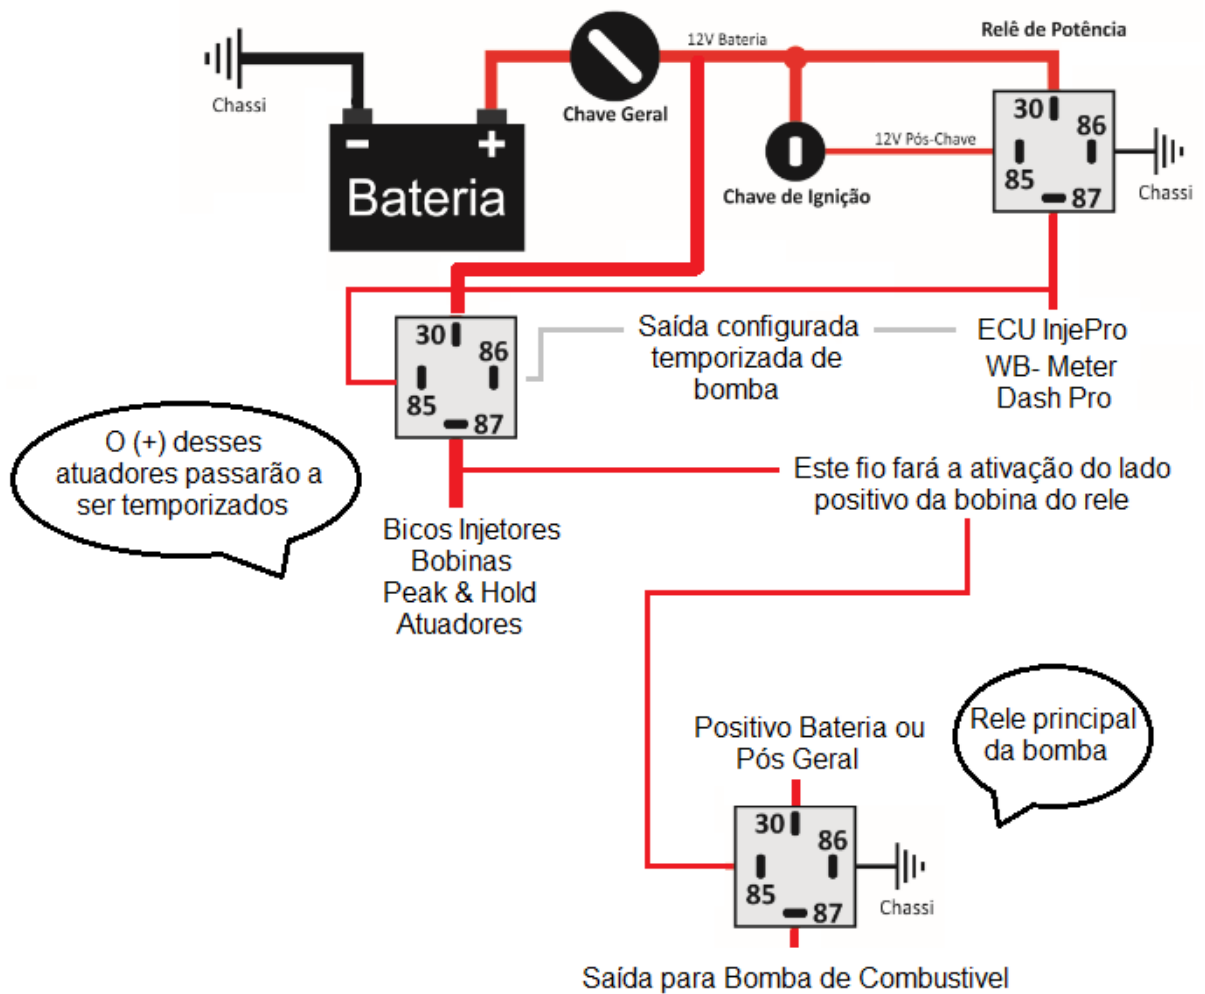 12V Bateria
Relê de Potência
Chassi
Chave Geral
30
86
85
87
12V Pós-Chave
Chassi
Chave de Ignição
- +
Bateria
30
86
85
87
Saída configurada
temporizada de
bomba
ECU InjePro
WB- Meter
Dash Pro
O (+) desses
atuadores passarão a
ser temporizados
Este fio fará a ativação do lado
positivo da bobina do rele
Bicos Injetores
Bobinas
Peak & Hold
Atuadores
Positivo Bateria ou
Pós Geral
Rele principal
da bomba
30
86
85
87
Chassi
Saída para Bomba de Combustivel